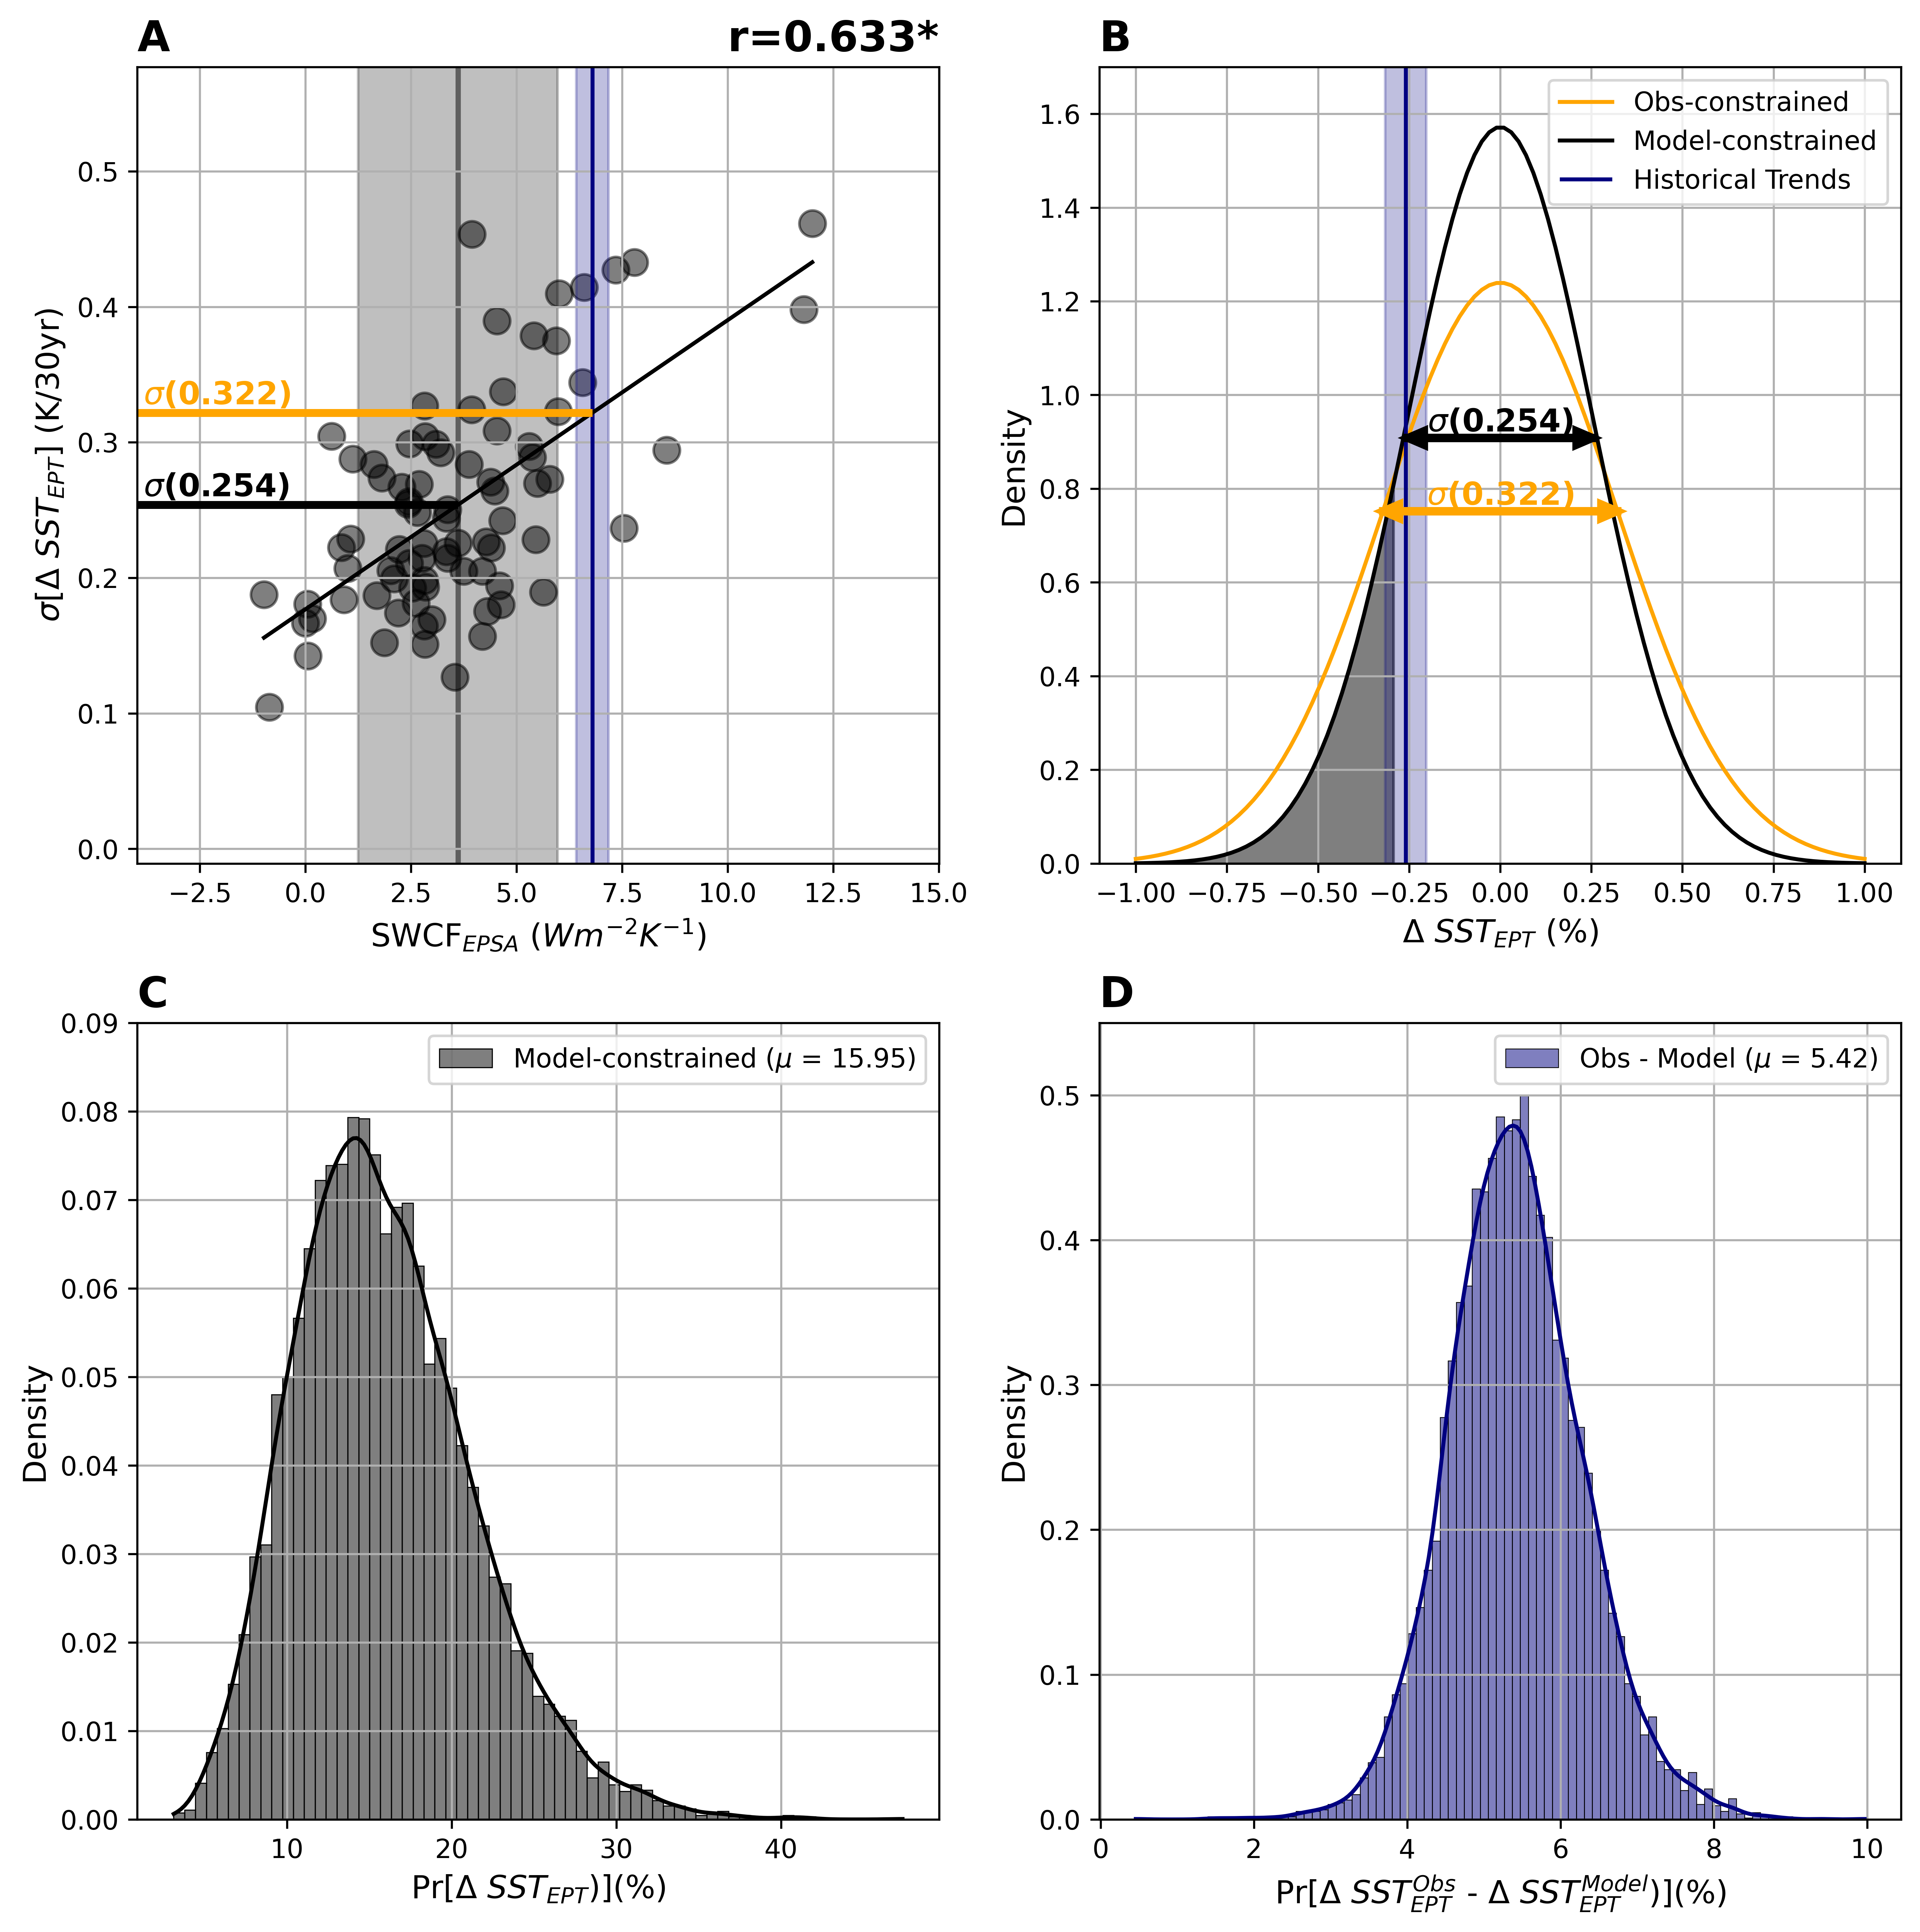 A
r=0.633*
σ[Δ SST_EPT] (K/30yr)
0.5
0.4
0.3
0.2
0.1
0.0
σ(0.322)
σ(0.254)
−2.5 0.0 2.5 5.0 7.5 10.0 12.5 15.0
SWCF_EPSA (Wm^−2K^−1)
B
Density
1.6
1.4
1.2
1.0
0.8
0.6
0.4
0.2
0.0
Obs-constrained
Model-constrained
Historical Trends
σ(0.254)
σ(0.322)
−1.00 −0.75 −0.50 −0.25 0.00 0.25 0.50 0.75 1.00
Δ SST_EPT (%)
C
Density
0.09
0.08
0.07
0.06
0.05
0.04
0.03
0.02
0.01
0.00
Model-constrained (μ = 15.95)
10 20 30 40
Pr[Δ SST_EPT)](%)
D
Density
0.5
0.4
0.3
0.2
0.1
0.0
Obs - Model (μ = 5.42)
0 2 4 6 8 10
Pr[Δ SST_EPT^Obs - Δ SST_EPT^Model)](%)